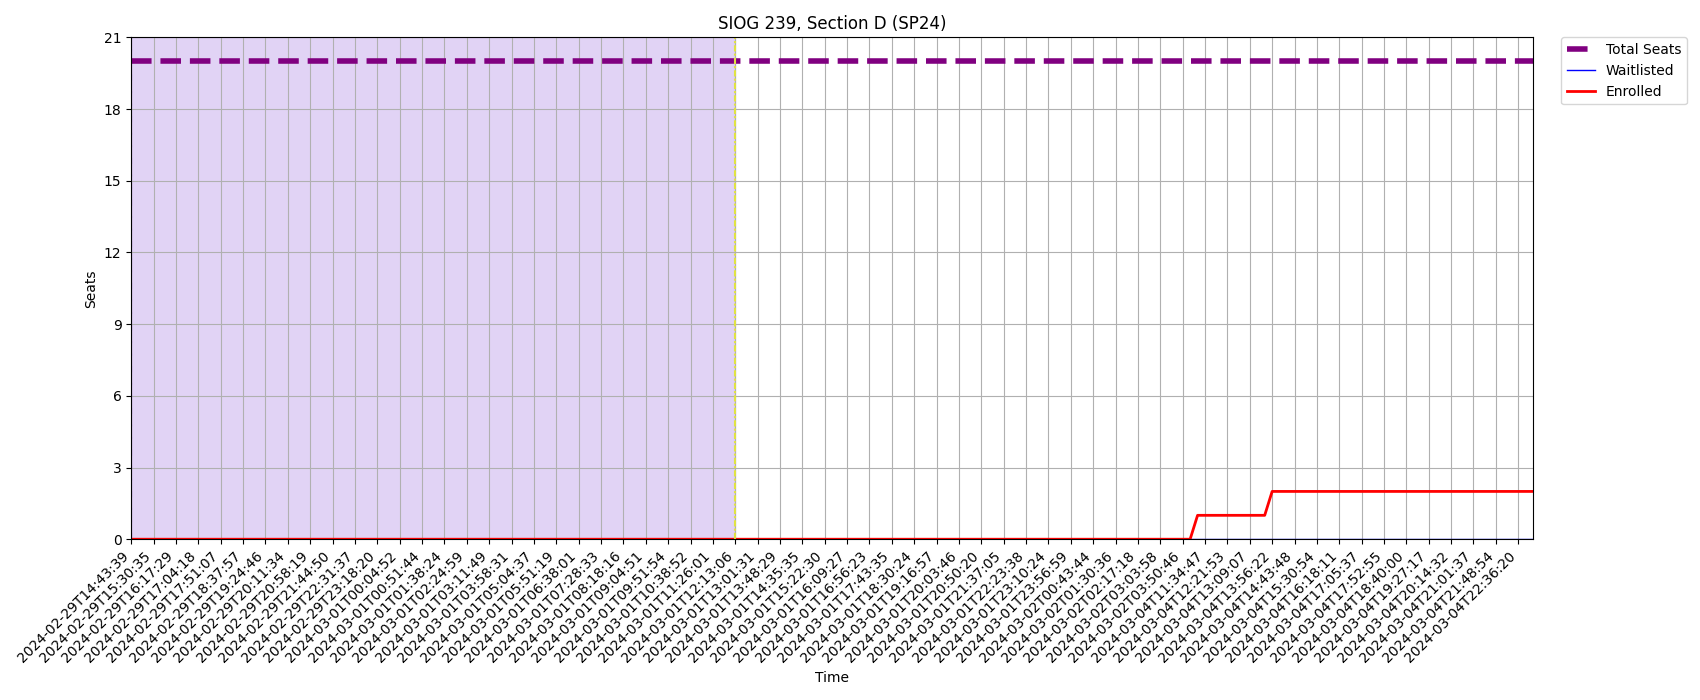 SIOG 239, Section D (SP24)
Total Seats
Waitlisted
Enrolled
Seats
21
18
15
12
9
6
3
0
2024-02-29T14:43:39
2024-02-29T15:30:35
2024-02-29T16:17:29
2024-02-29T17:04:18
2024-02-29T17:51:07
2024-02-29T18:37:57
2024-02-29T19:24:46
2024-02-29T20:11:34
2024-02-29T20:58:19
2024-02-29T21:44:50
2024-02-29T22:31:37
2024-02-29T23:18:20
2024-03-01T00:04:52
2024-03-01T00:51:44
2024-03-01T01:38:24
2024-03-01T02:24:59
2024-03-01T03:11:49
2024-03-01T03:58:31
2024-03-01T05:04:37
2024-03-01T05:51:19
2024-03-01T06:38:01
2024-03-01T07:28:33
2024-03-01T08:18:16
2024-03-01T09:04:51
2024-03-01T09:51:54
2024-03-01T10:38:52
2024-03-01T11:26:01
2024-03-01T12:13:06
2024-03-01T13:01:31
2024-03-01T13:48:29
2024-03-01T14:35:35
2024-03-01T15:22:30
2024-03-01T16:09:27
2024-03-01T16:56:23
2024-03-01T17:43:35
2024-03-01T18:30:24
2024-03-01T19:16:57
2024-03-01T20:03:46
2024-03-01T20:50:20
2024-03-01T21:37:05
2024-03-01T22:23:38
2024-03-01T23:10:24
2024-03-01T23:56:59
2024-03-02T00:43:44
2024-03-02T01:30:36
2024-03-02T02:17:18
2024-03-02T03:03:58
2024-03-02T03:50:46
2024-03-04T11:34:47
2024-03-04T12:21:53
2024-03-04T13:09:07
2024-03-04T13:56:22
2024-03-04T14:43:48
2024-03-04T15:30:54
2024-03-04T16:18:11
2024-03-04T17:05:37
2024-03-04T17:52:55
2024-03-04T18:40:00
2024-03-04T19:27:17
2024-03-04T20:14:32
2024-03-04T21:01:37
2024-03-04T21:48:54
2024-03-04T22:36:20
Time